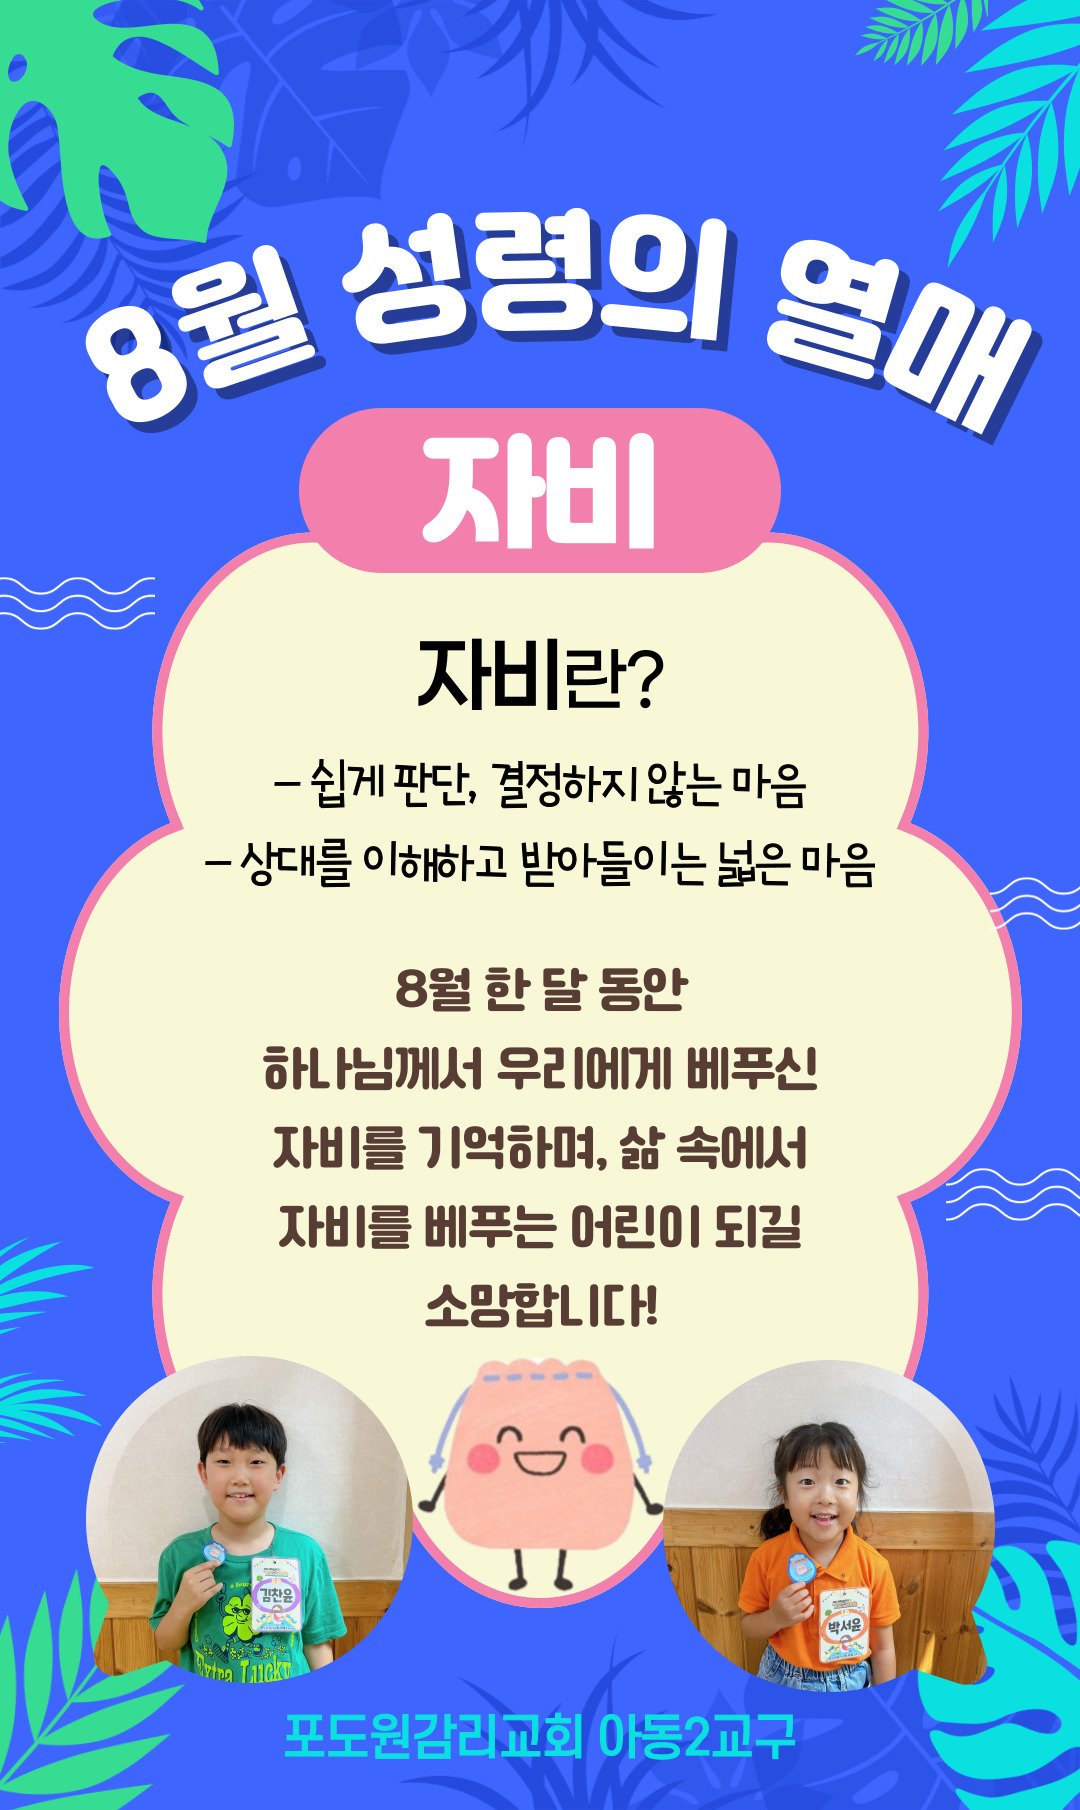 8월 성령의 열매
자비
자비란?
- 쉽게 판단, 결정하지 않는 마음
- 상대를 이해하고 받아들이는 넓은 마음
8월 한 달 동안
하나님께서 우리에게 베푸신
자비를 기억하며, 삶 속에서
자비를 베푸는 어린이 되길
소망합니다!
김찬윤
Extra Lucky
박서윤
포도원감리교회 아동2교구